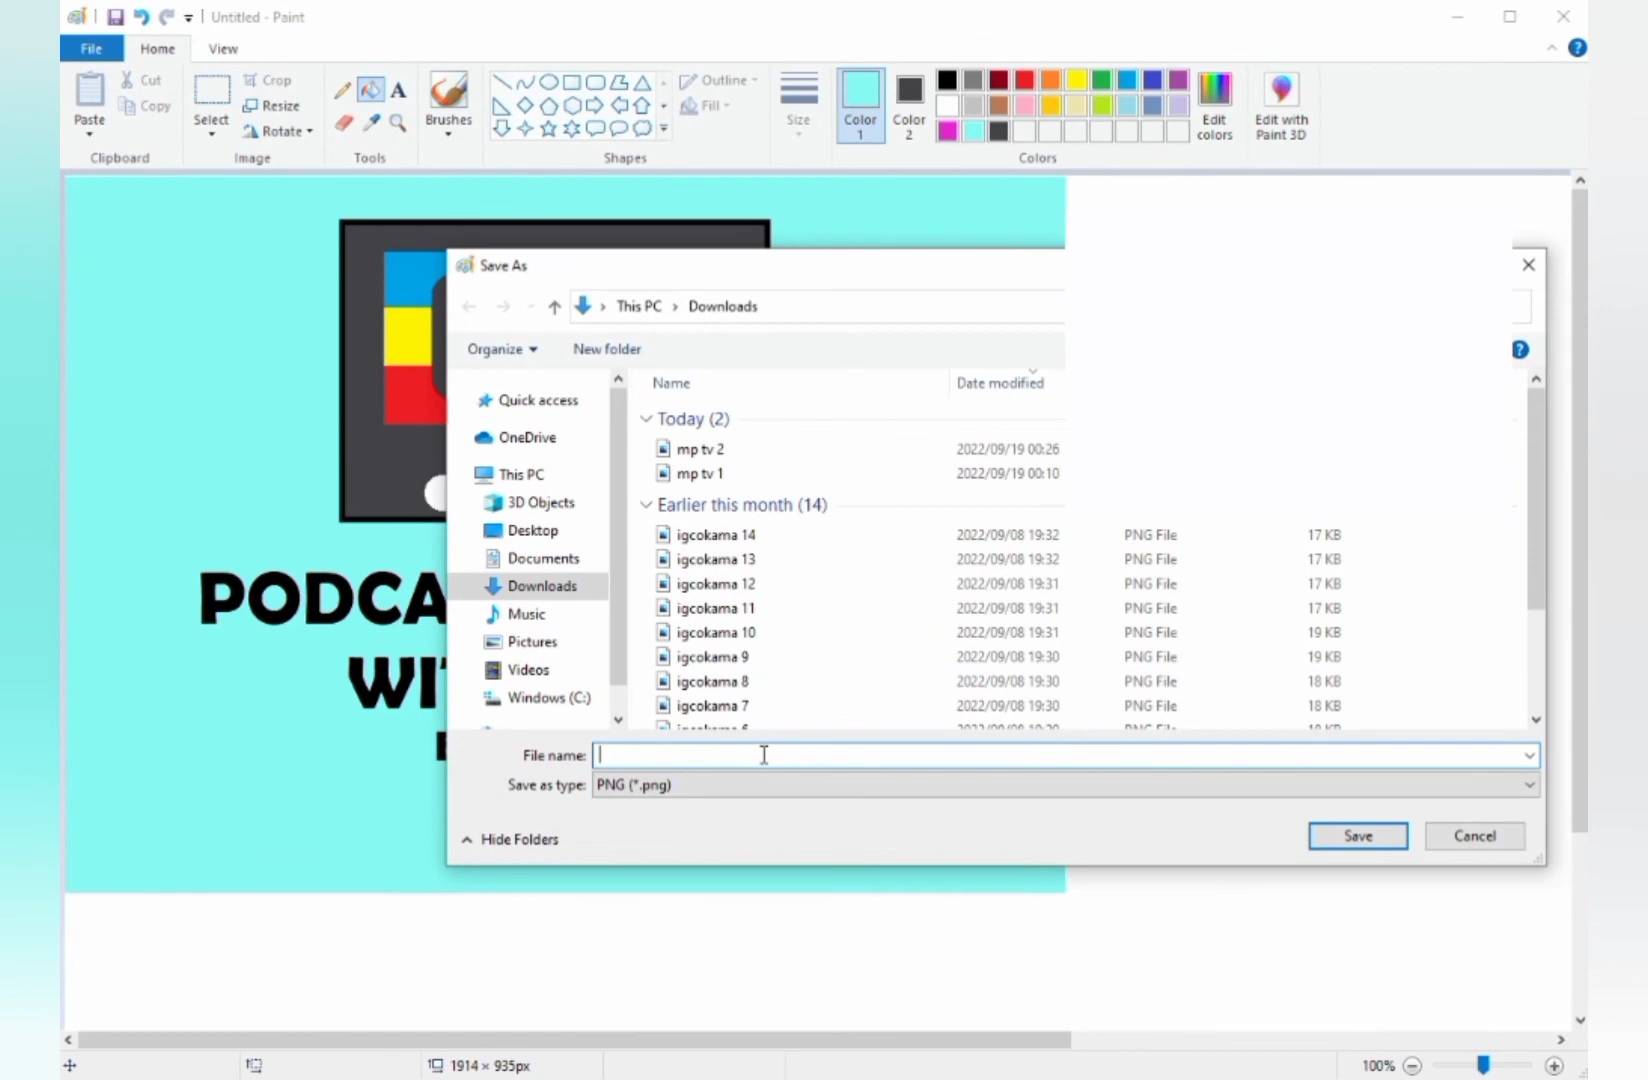 Untitled - Paint
File
Home
View
Paste
Cut
Copy
Clipboard
Select
Crop
Resize
Rotate
Image
A
Tools
Brushes
Shapes
Outline
Fill
Size
Color 1
Color 2
Edit colors
Edit with Paint 3D
Colors
PODCA
WI
Save As
This PC > Downloads
Organize
New folder
Quick access
OneDrive
This PC
3D Objects
Desktop
Documents
Downloads
Music
Pictures
Videos
Windows (C:)
Name Date modified
Today (2)
mp tv 2 2022/09/19 00:26
mp tv 1 2022/09/19 00:10
Earlier this month (14)
igcokama 14 2022/09/08 19:32 PNG File 17 KB
igcokama 13 2022/09/08 19:32 PNG File 17 KB
igcokama 12 2022/09/08 19:31 PNG File 17 KB
igcokama 11 2022/09/08 19:31 PNG File 17 KB
igcokama 10 2022/09/08 19:31 PNG File 19 KB
igcokama 9 2022/09/08 19:30 PNG File 19 KB
igcokama 8 2022/09/08 19:30 PNG File 18 KB
igcokama 7 2022/09/08 19:30 PNG File 18 KB
File name:
Save as type: PNG (*.png)
Hide Folders
Save
Cancel
1914 × 935px
100%